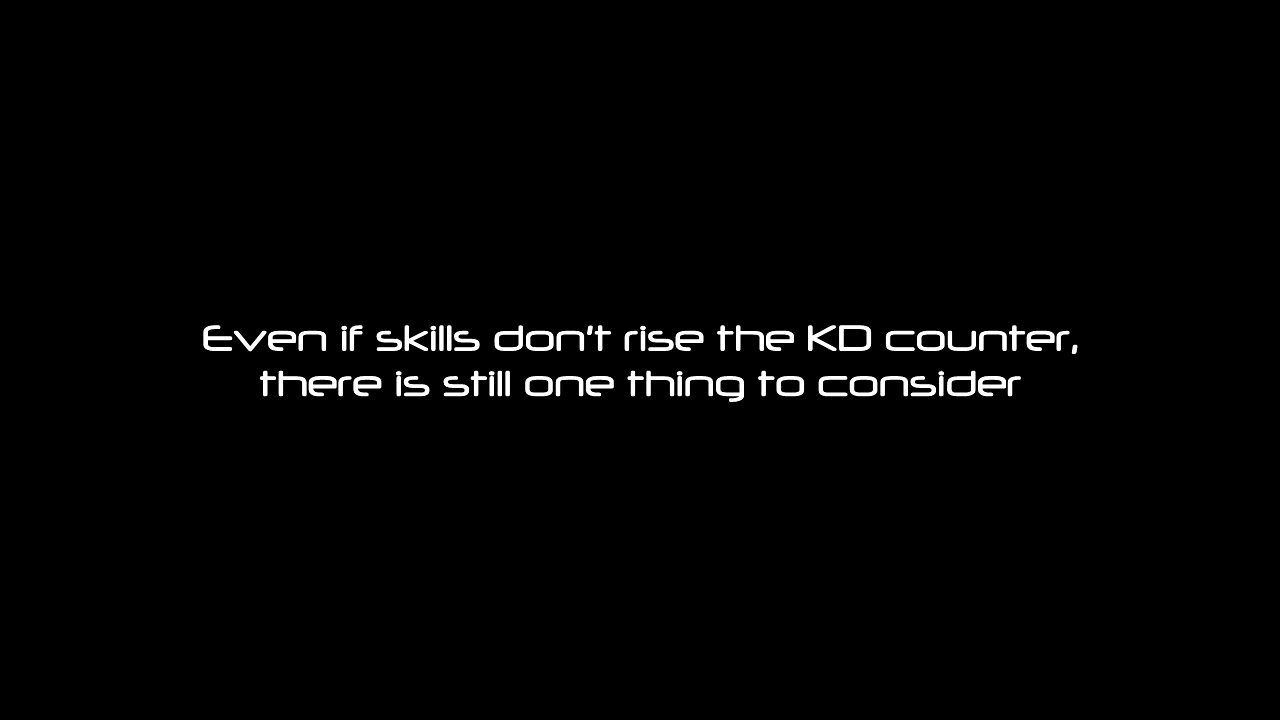 Even if skills don't rise the KD counter,
there is still one thing to consider